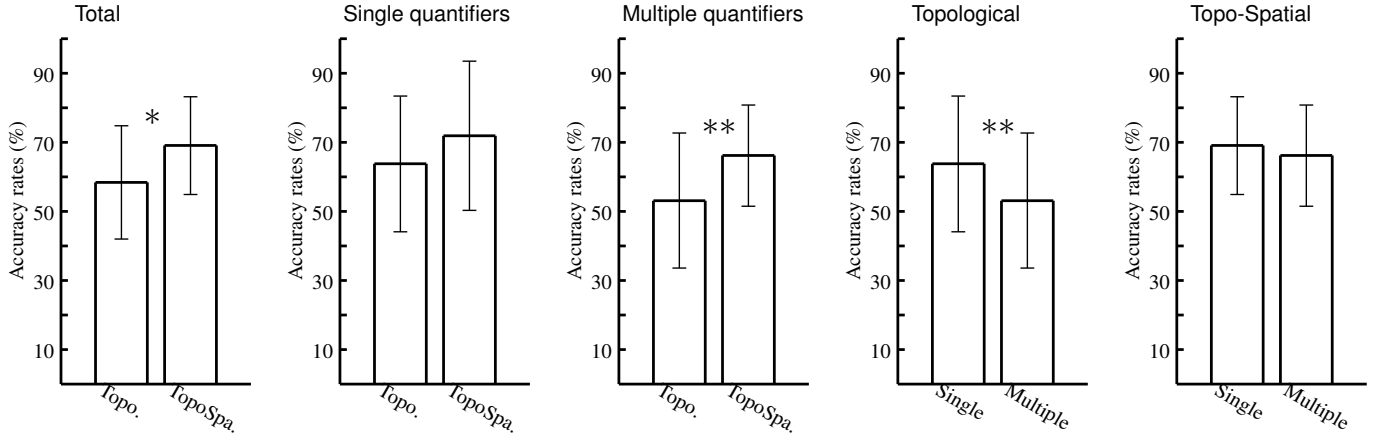 Total
Accuracy rates (%)
90
70
50
30
10
*
Topo.
TopoSpa.
Single quantifiers
Accuracy rates (%)
90
70
50
30
10
Topo.
TopoSpa.
Multiple quantifiers
Accuracy rates (%)
90
70
50
30
10
**
Topo.
TopoSpa.
Topological
Accuracy rates (%)
90
70
50
30
10
**
Single
Multiple
Topo-Spatial
Accuracy rates (%)
90
70
50
30
10
Single
Multiple